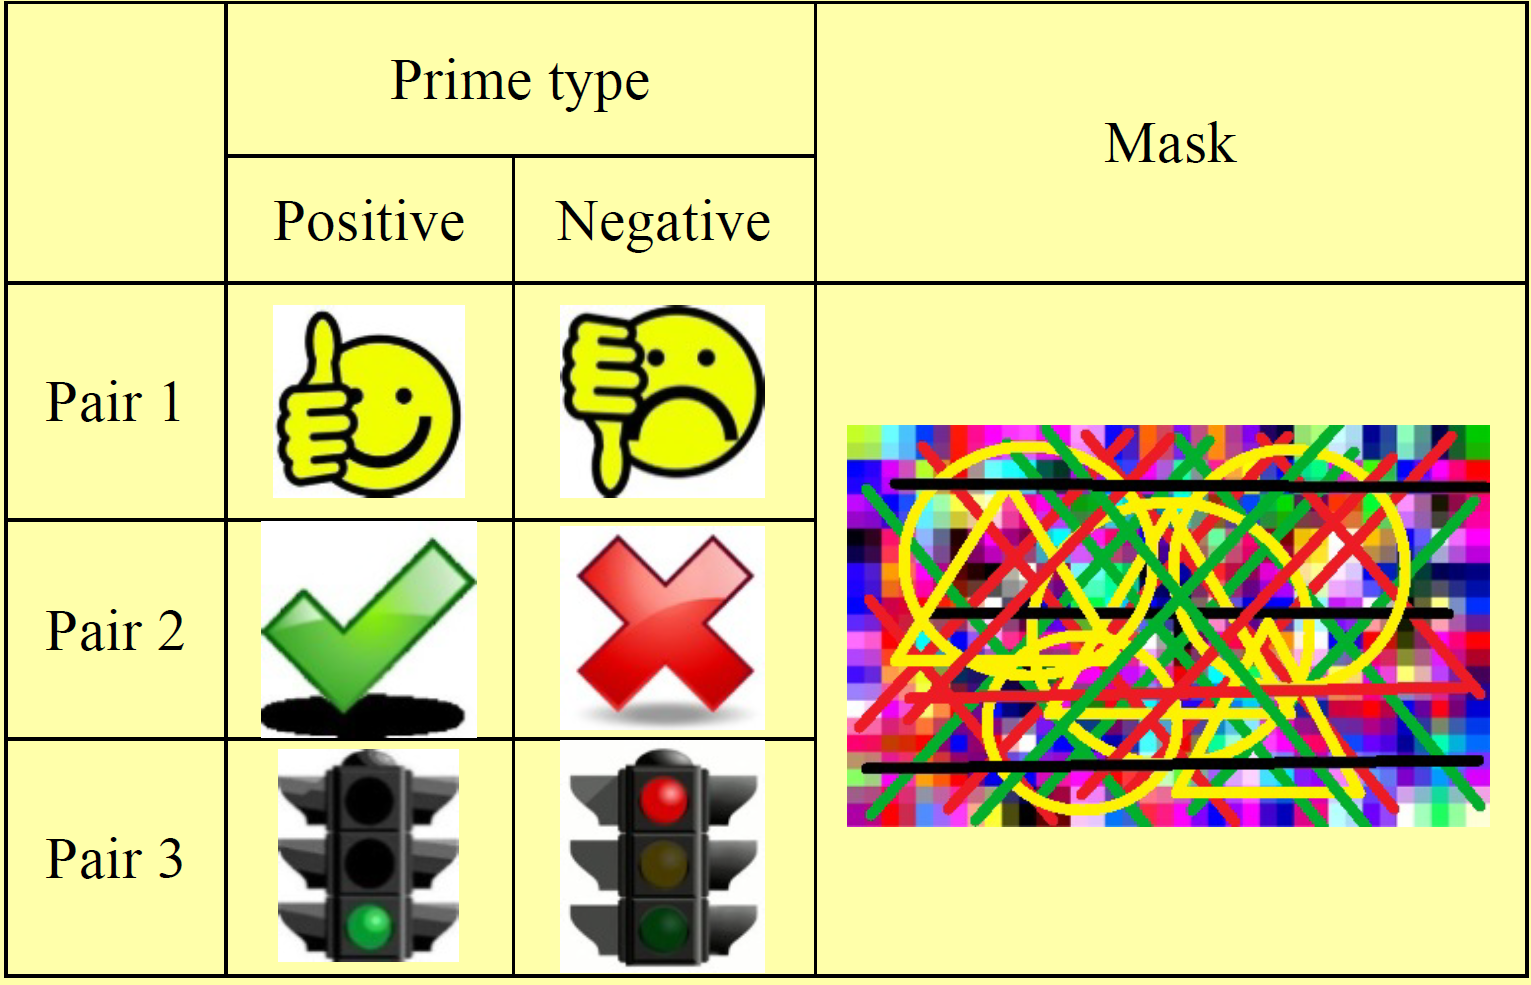 Prime type
Mask
Positive
Negative
Pair 1
Pair 2
Pair 3